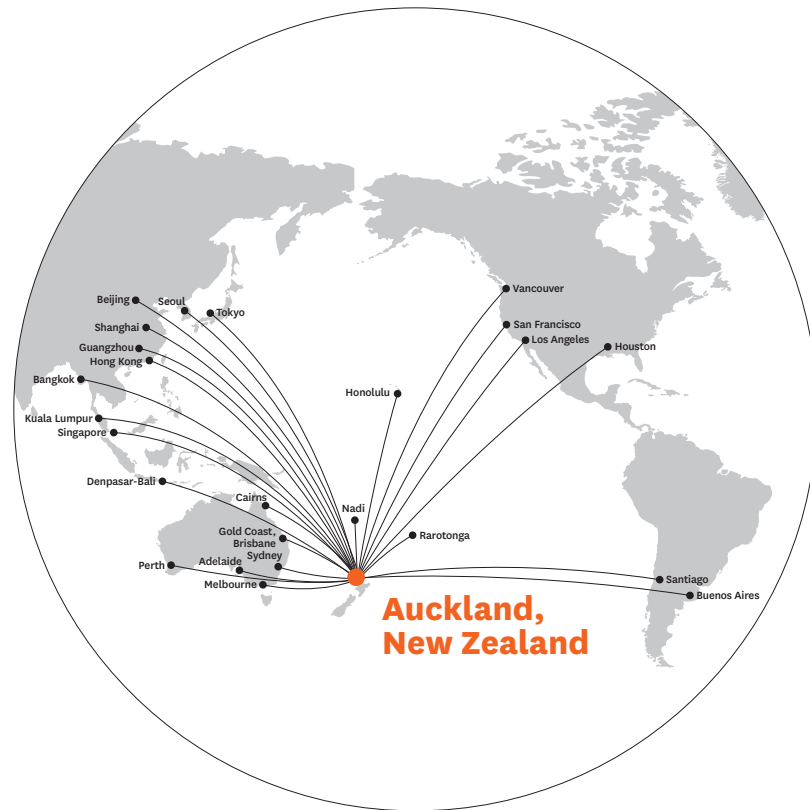 Vancouver
Beijing
Seoul
Tokyo
San Francisco
Shanghai
Los Angeles
Guangzhou
Houston
Hong Kong
Bangkok
Honolulu
Kuala Lumpur
Singapore
Denpasar-Bali
Cairns
Nadi
Gold Coast,
Brisbane
Rarotonga
Sydney
Adelaide
Perth
Santiago
Melbourne
Buenos Aires
Auckland,
New Zealand